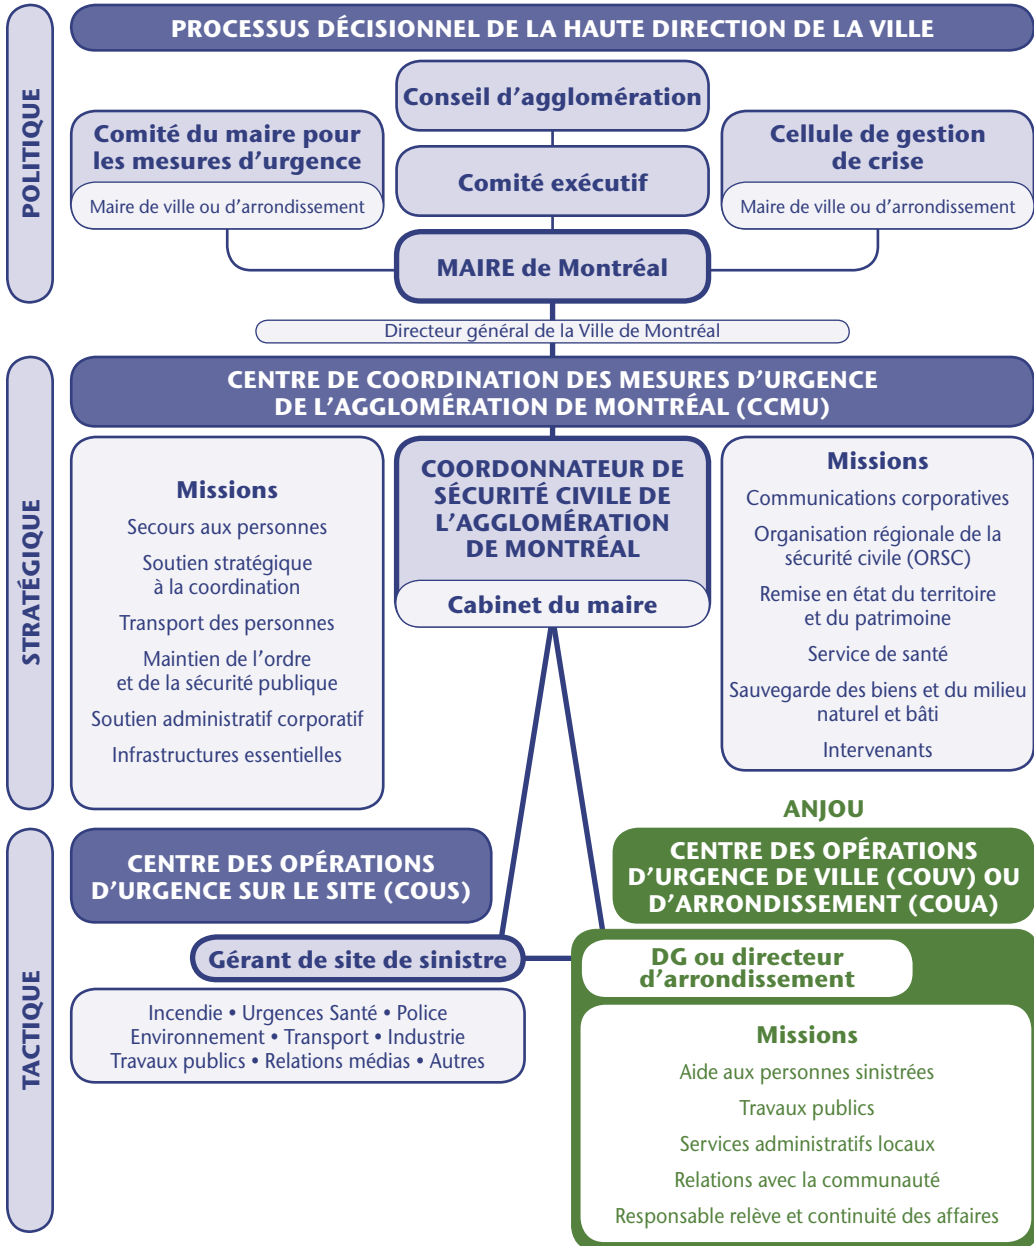 POLITIQUE
PROCESSUS DÉCISIONNEL DE LA HAUTE DIRECTION DE LA VILLE
Conseil d'agglomération
Comité du maire pour
les mesures d'urgence
Maire de ville ou d'arrondissement
Comité exécutif
Cellule de gestion
de crise
Maire de ville ou d'arrondissement
MAIRE de Montréal
Directeur général de la Ville de Montréal
STRATÉGIQUE
CENTRE DE COORDINATION DES MESURES D'URGENCE
DE L'AGGLOMÉRATION DE MONTRÉAL (CCMU)
Missions
Secours aux personnes
Soutien stratégique
à la coordination
Transport des personnes
Maintien de l'ordre
et de la sécurité publique
Soutien administratif corporatif
Infrastructures essentielles
COORDONNATEUR DE
SÉCURITÉ CIVILE DE
L'AGGLOMÉRATION
DE MONTRÉAL
Cabinet du maire
Missions
Communications corporatives
Organisation régionale de la
sécurité civile (ORSC)
Remise en état du territoire
et du patrimoine
Service de santé
Sauvegarde des biens et du milieu
naturel et bâti
Intervenants
TACTIQUE
CENTRE DES OPÉRATIONS
D'URGENCE SUR LE SITE (COUS)
Gérant de site de sinistre
Incendie • Urgences Santé • Police
Environnement • Transport • Industrie
Travaux publics • Relations médias • Autres
ANJOU
CENTRE DES OPÉRATIONS
D'URGENCE DE VILLE (COUV) OU
D'ARRONDISSEMENT (COUA)
DG ou directeur
d'arrondissement
Missions
Aide aux personnes sinistrées
Travaux publics
Services administratifs locaux
Relations avec la communauté
Responsable relève et continuité des affaires